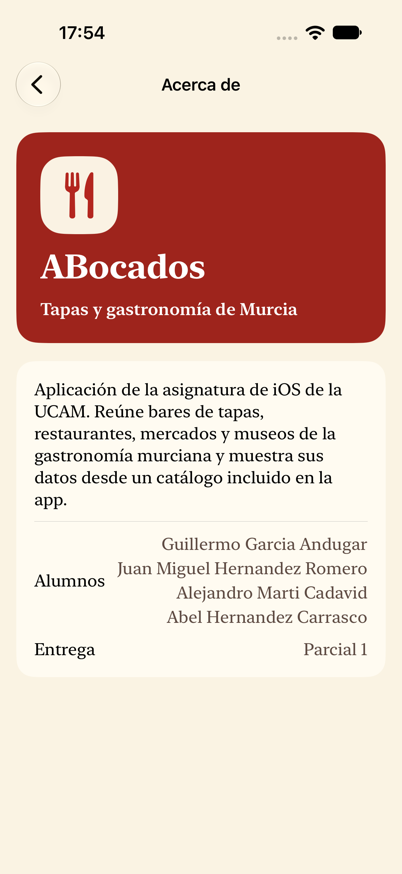 17:54
Acerca de
ABocados
Tapas y gastronomía de Murcia
Aplicación de la asignatura de iOS de la
UCAM. Reúne bares de tapas,
restaurantes, mercados y museos de la
gastronomía murciana y muestra sus
datos desde un catálogo incluido en la
app.
Alumnos
Guillermo Garcia Andugar
Juan Miguel Hernandez Romero
Alejandro Marti Cadavid
Abel Hernandez Carrasco
Entrega
Parcial 1